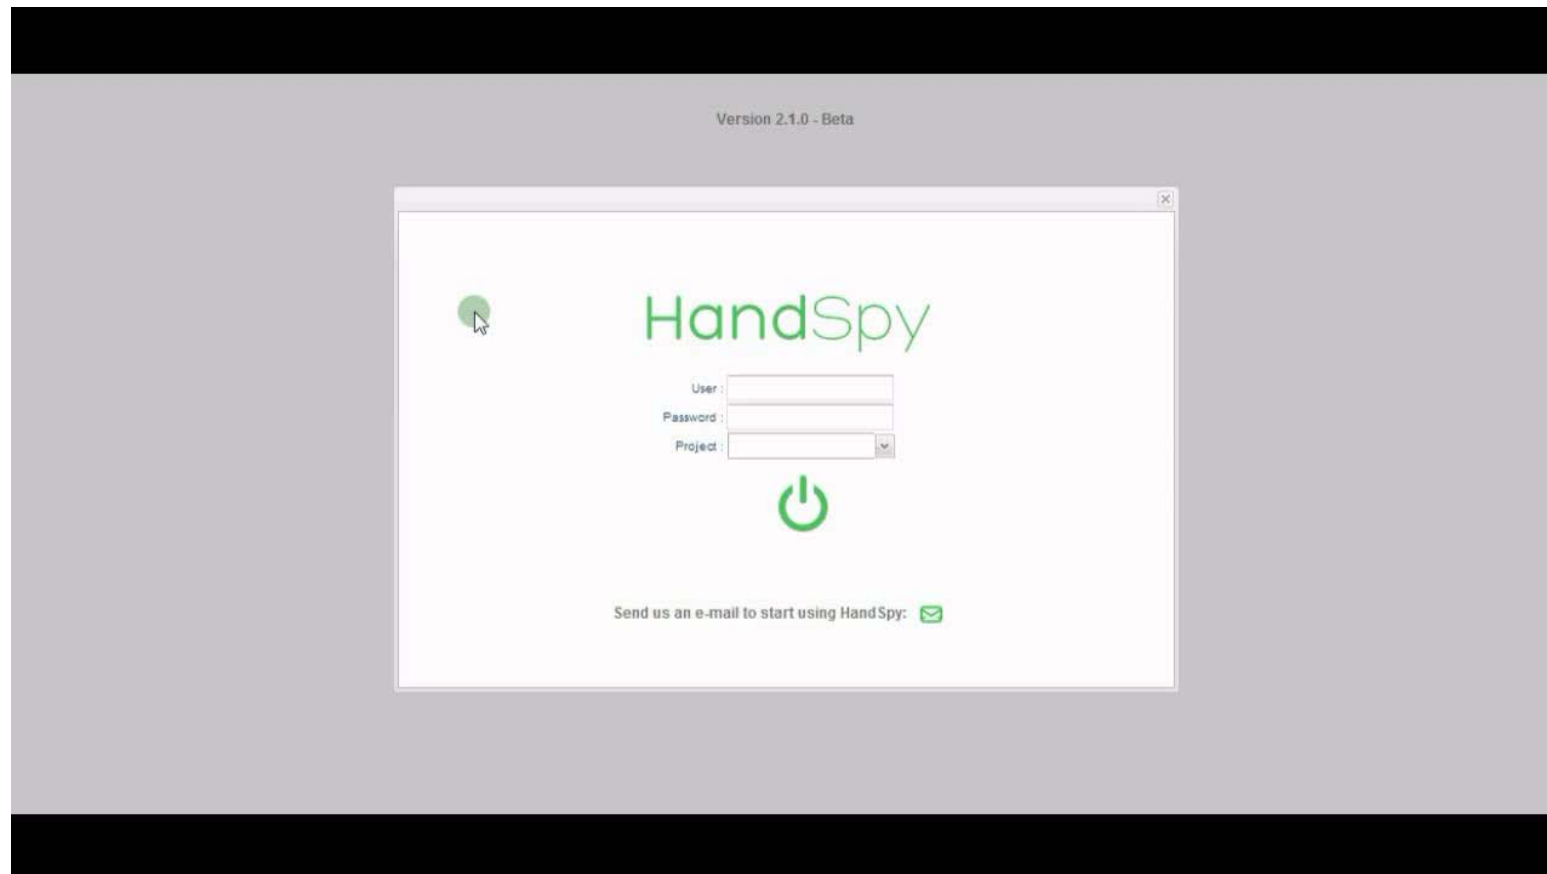 Version 2.1.0 - Beta
HandSpy
User :
Password :
Project :
Send us an e-mail to start using HandSpy: